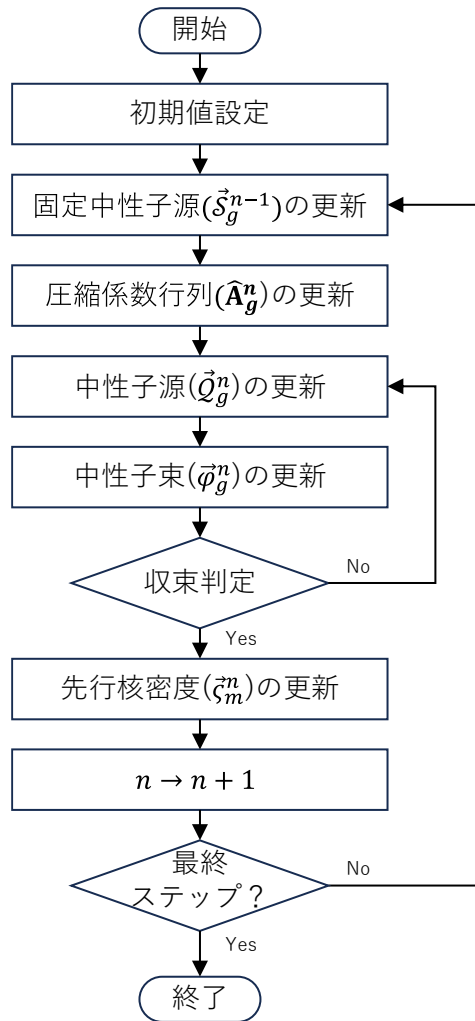 開始
初期値設定
固定中性子源(𝒮⃗_g^{n−1})の更新
圧縮係数行列(𝐀̂_g^n)の更新
中性子源(𝒬⃗_g^n)の更新
中性子束(φ⃗_g^n)の更新
収束判定
No
Yes
先行核密度(ς⃗_m^n)の更新
n → n + 1
最終
ステップ？
No
Yes
終了